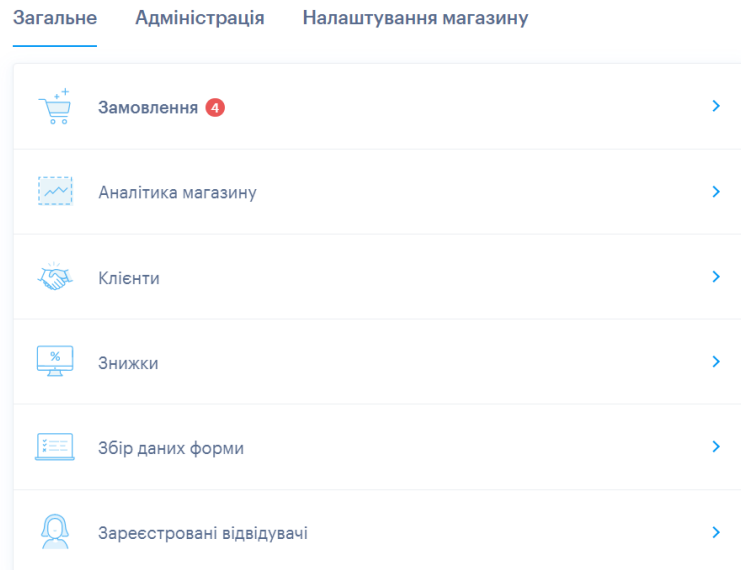 Загальне Адміністрація Налаштування магазину
Замовлення 4
Аналітика магазину
Клієнти
%
Знижки
Збір даних форми
Зареєстровані відвідувачі